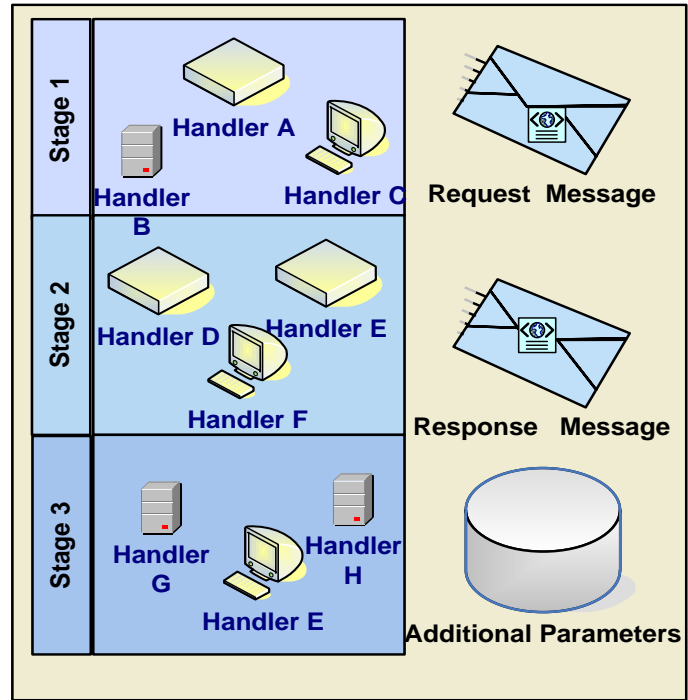 Stage 1
Handler A
Handler
B
Handler C
Request Message
Stage 2
Handler D
Handler E
Handler F
Response Message
Stage 3
Handler
G
Handler
H
Handler E
Additional Parameters